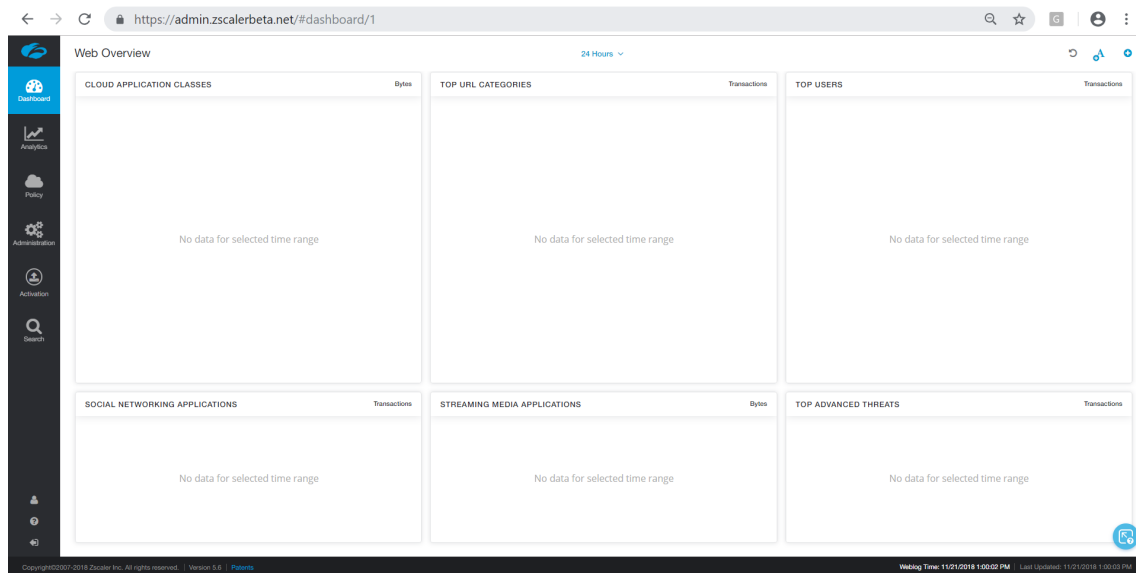 https://admin.zscalerbeta.net/#dashboard/1
G
Web Overview
24 Hours
Dashboard
Analytics
Policy
Administration
Activation
Search
CLOUD APPLICATION CLASSES Bytes
No data for selected time range
TOP URL CATEGORIES Transactions
No data for selected time range
TOP USERS Transactions
No data for selected time range
SOCIAL NETWORKING APPLICATIONS Transactions
No data for selected time range
STREAMING MEDIA APPLICATIONS Bytes
No data for selected time range
TOP ADVANCED THREATS Transactions
No data for selected time range
Copyright©2007-2018 Zscaler Inc. All rights reserved. | Version 5.6 | Patents
Weblog Time: 11/21/2018 1:00:02 PM | Last Updated: 11/21/2018 1:00:03 PM